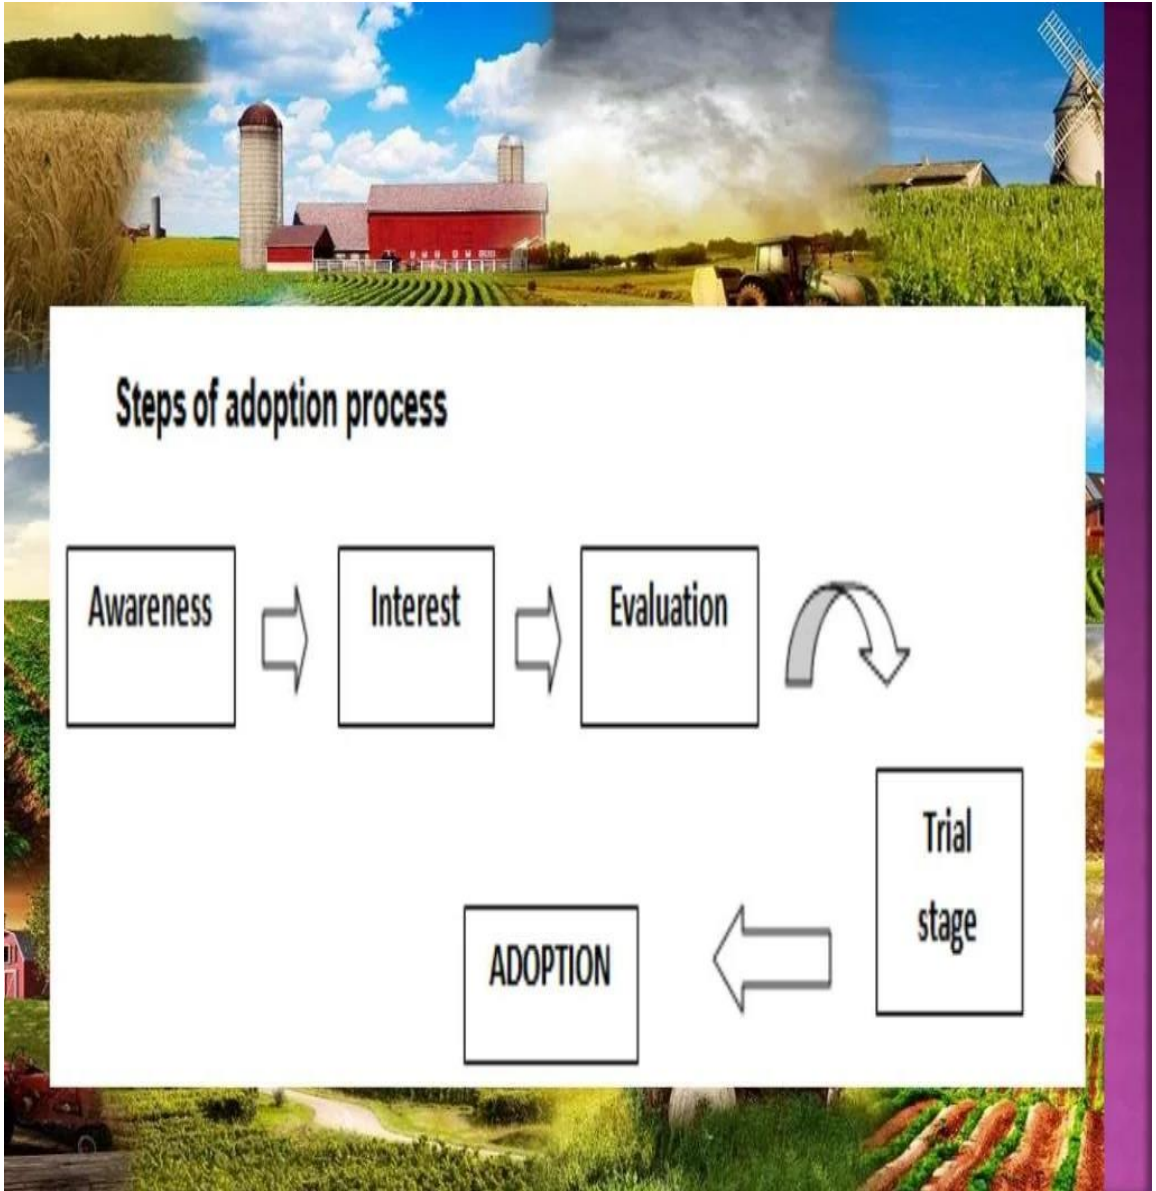 Steps of adoption process
Awareness
Interest
Evaluation
Trial
stage
ADOPTION